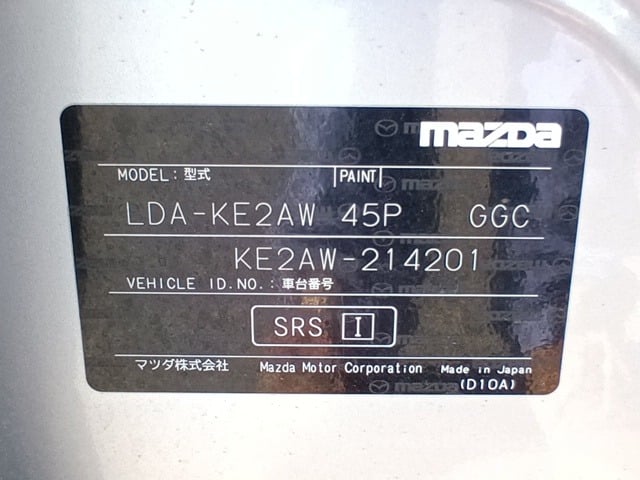 mazda
MODEL：型式 PAINT
LDA-KE2AW 45P GGC
KE2AW-214201
VEHICLE ID.NO.：車台番号
SRS I
マツダ株式会社 Mazda Motor Corporation Made in Japan
(D10A)